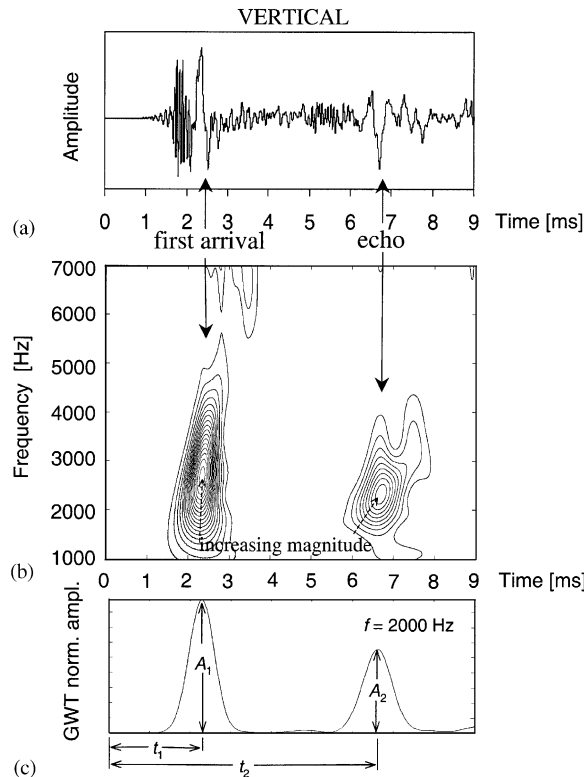 VERTICAL
Amplitude
0 1 2 3 4 5 6 7 8 9 Time [ms]
(a)
first arrival echo
7000
6000
5000
4000
3000
2000
1000
Frequency [Hz]
increasing magnitude
(b)
0 1 2 3 4 5 6 7 8 9 Time [ms]
GWT norm. ampl.
f = 2000 Hz
A1 A2
t1
t2
(c)